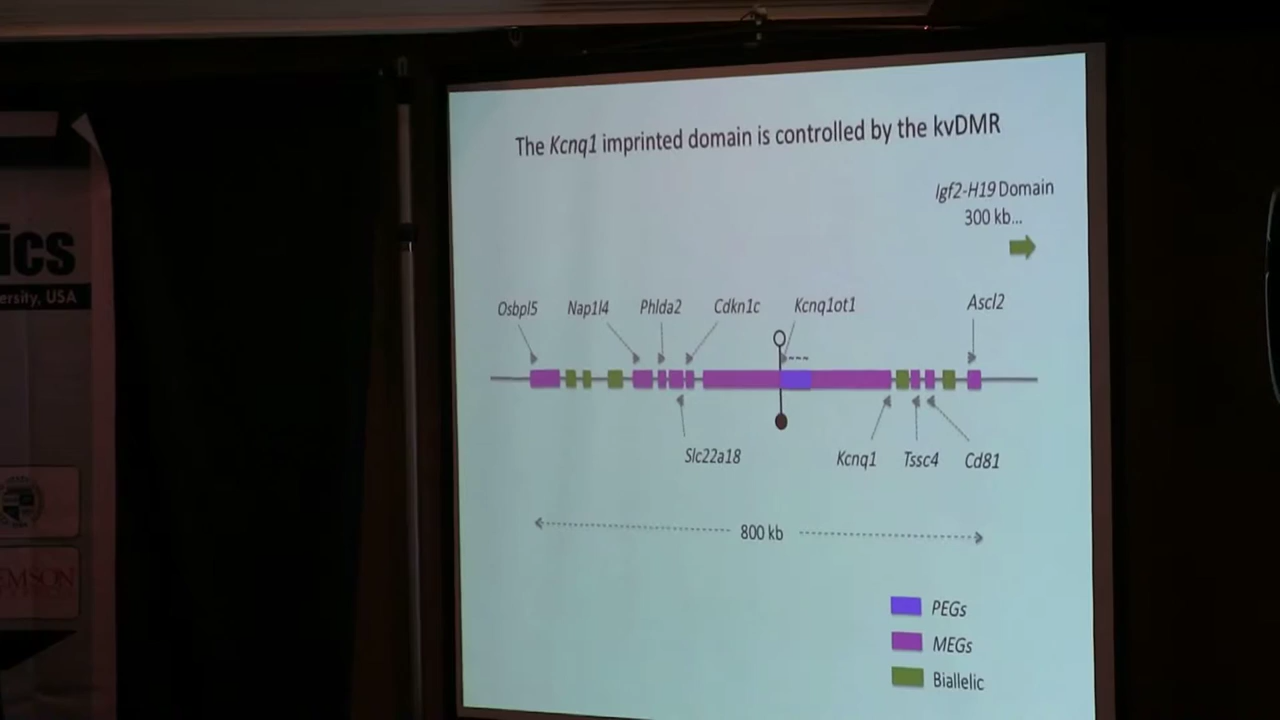 The Kcnq1 imprinted domain is controlled by the kvDMR
Igf2-H19 Domain
300 kb...
Osbpl5 Nap1l4 Phlda2 Cdkn1c Kcnq1ot1 Ascl2
Slc22a18 Kcnq1 Tssc4 Cd81
800 kb
PEGs
MEGs
Biallelic
ics
ersity, USA
EMSON